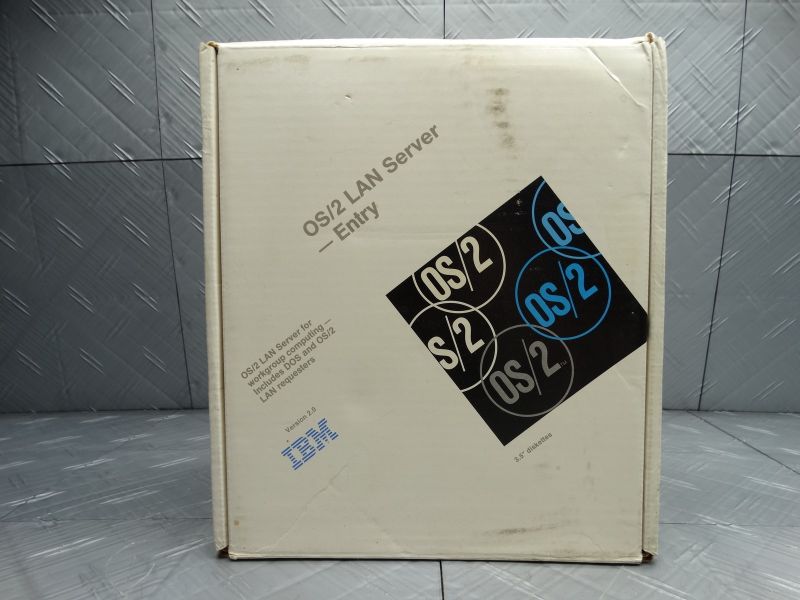 OS/2 LAN Server
— Entry
OS/2
OS/2
OS/2
S/2
OS/2™
OS/2 LAN Server for
workgroup computing —
Includes DOS and OS/2
LAN requesters
Version 2.0
IBM
3.5" diskettes